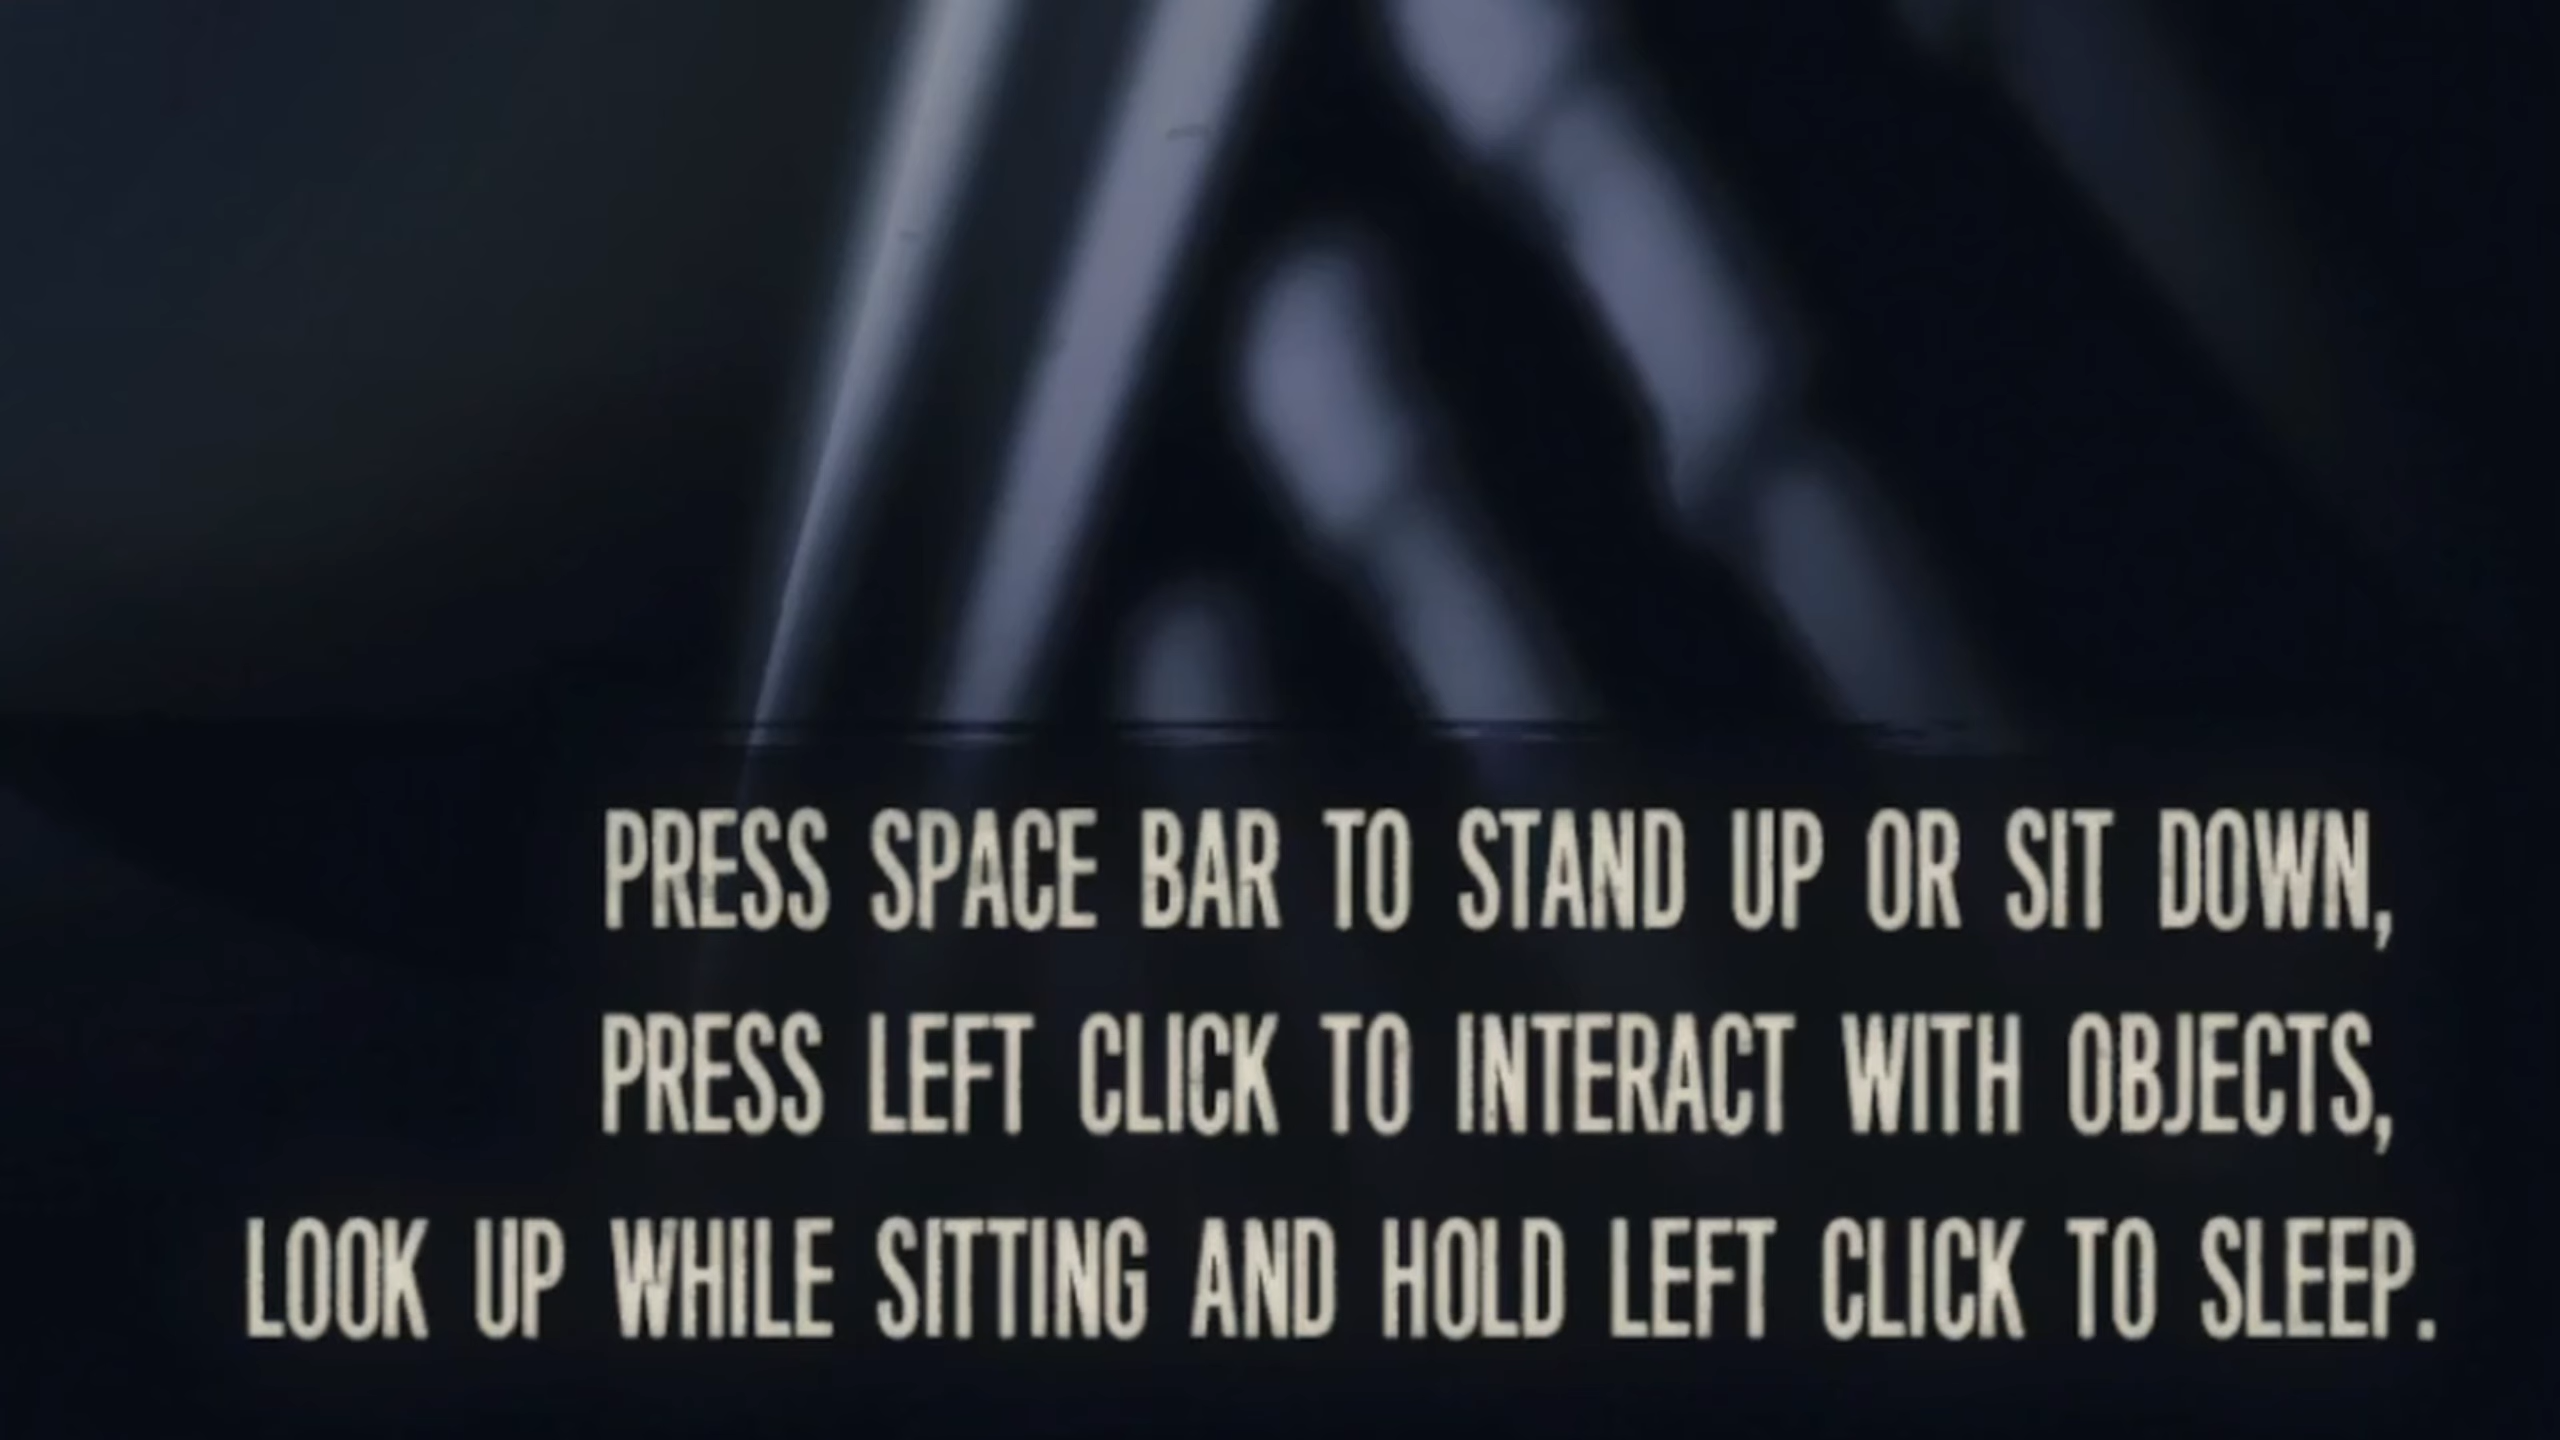 PRESS SPACE BAR TO STAND UP OR SIT DOWN,
PRESS LEFT CLICK TO INTERACT WITH OBJECTS,
LOOK UP WHILE SITTING AND HOLD LEFT CLICK TO SLEEP.